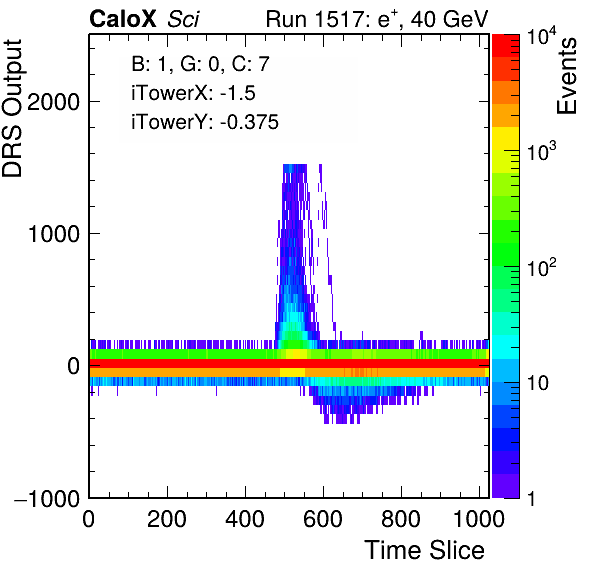 CaloX Sci Run 1517: e⁺, 40 GeV
B: 1, G: 0, C: 7
iTowerX: -1.5
iTowerY: -0.375
DRS Output
2000
1000
0
−1000
0 200 400 600 800 1000
Time Slice
Events
10⁴
10³
10²
10
1